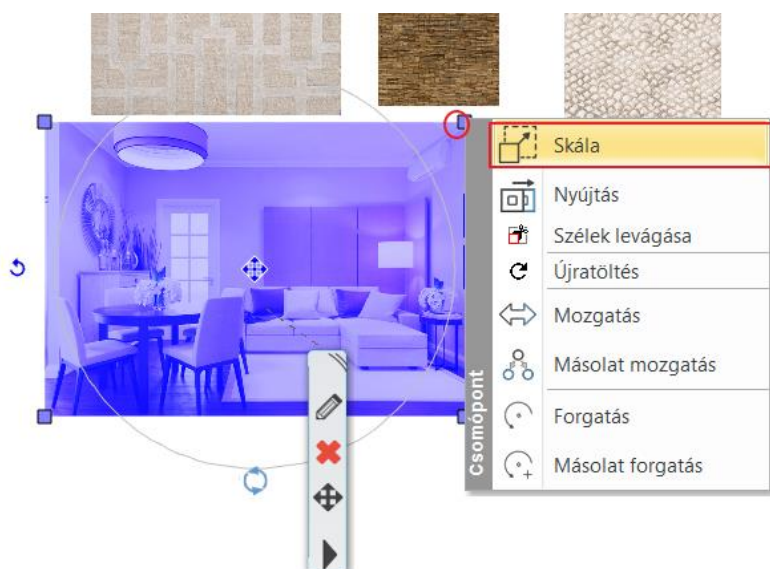 Csomópont
Skála
Nyújtás
Szélek levágása
Újratöltés
Mozgatás
Másolat mozgatás
Forgatás
Másolat forgatás